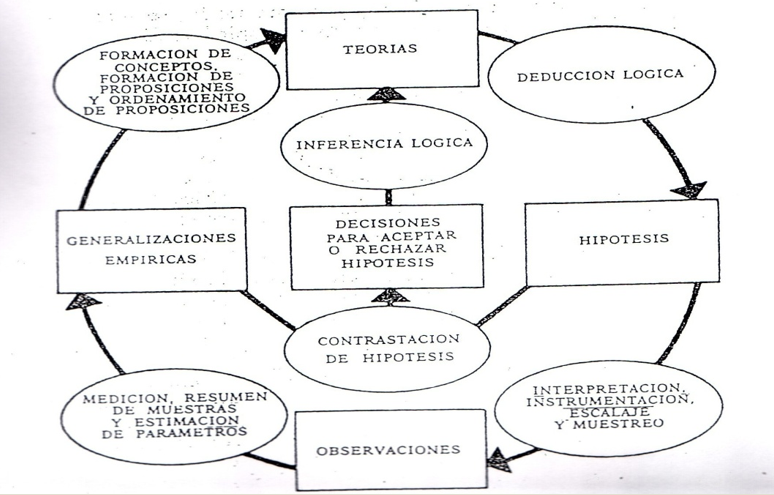 FORMACION DE
CONCEPTOS,
FORMACION DE
PROPOSICIONES
Y ORDENAMIENTO
DE PROPOSICIONES
TEORIAS
DEDUCCION LOGICA
INFERENCIA LOGICA
GENERALIZACIONES
EMPIRICAS
DECISIONES
PARA ACEPTAR
O RECHAZAR
HIPOTESIS
HIPOTESIS
CONTRASTACION
DE HIPOTESIS
MEDICION, RESUMEN
DE MUESTRAS
Y ESTIMACION
DE PARAMETROS
OBSERVACIONES
INTERPRETACION,
INSTRUMENTACION,
ESCALAJE
Y MUESTREO